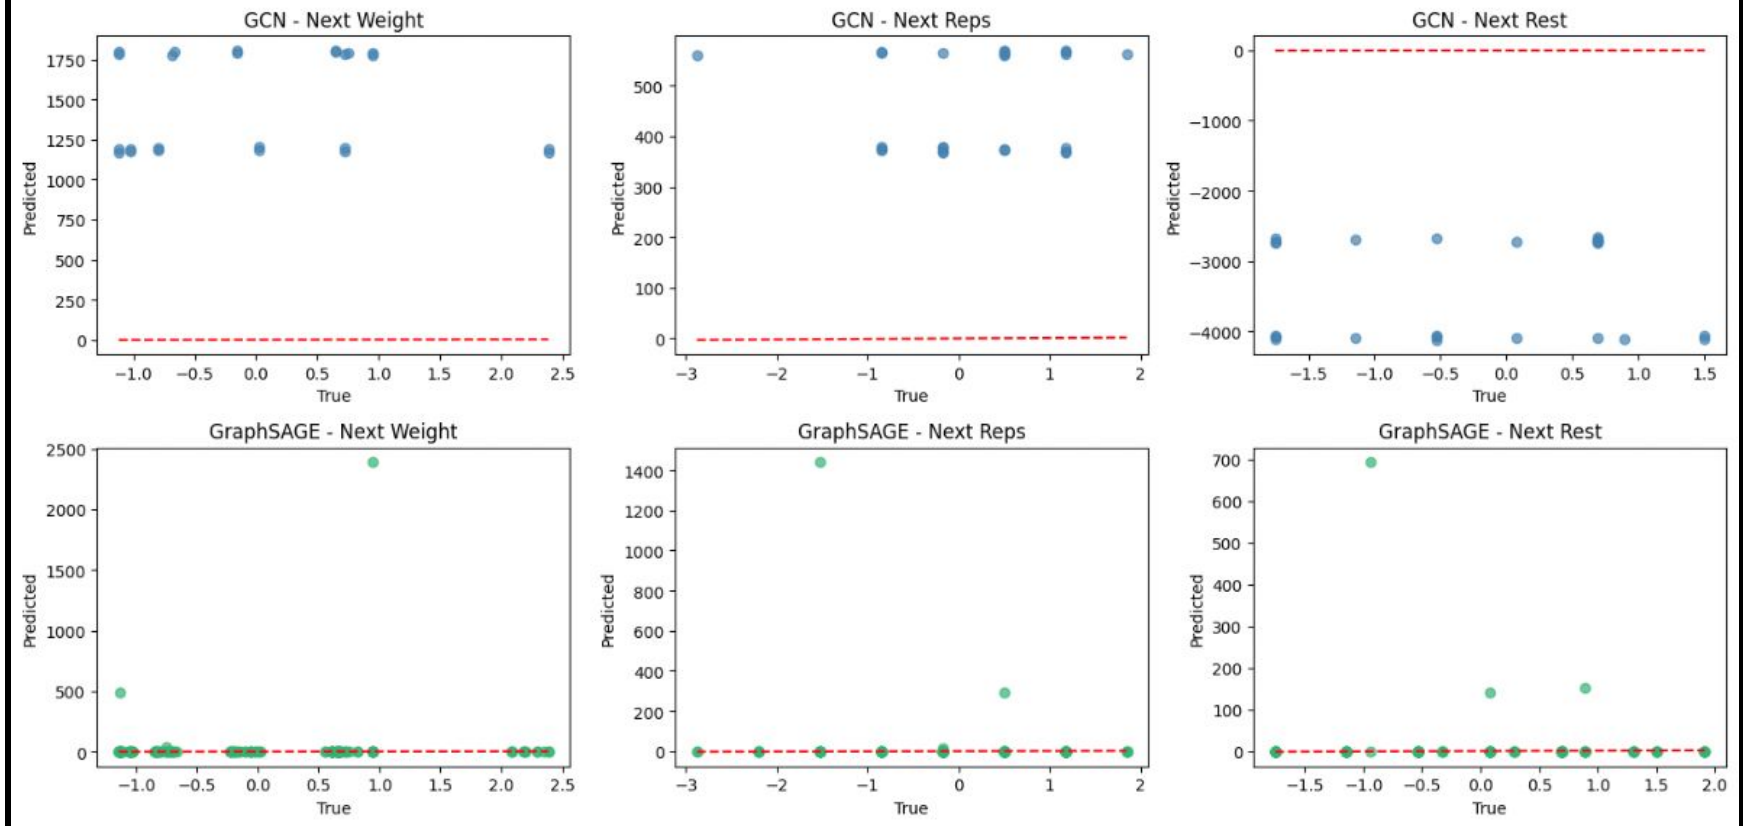 GCN - Next Weight
Predicted
1750
1500
1250
1000
750
500
250
0
−1.0 −0.5 0.0 0.5 1.0 1.5 2.0 2.5
True
GCN - Next Reps
Predicted
500
400
300
200
100
0
−3 −2 −1 0 1 2
True
GCN - Next Rest
Predicted
0
−1000
−2000
−3000
−4000
−1.5 −1.0 −0.5 0.0 0.5 1.0 1.5
True
GraphSAGE - Next Weight
Predicted
2500
2000
1500
1000
500
0
−1.0 −0.5 0.0 0.5 1.0 1.5 2.0 2.5
True
GraphSAGE - Next Reps
Predicted
1400
1200
1000
800
600
400
200
0
−3 −2 −1 0 1 2
True
GraphSAGE - Next Rest
Predicted
700
600
500
400
300
200
100
0
−1.5 −1.0 −0.5 0.0 0.5 1.0 1.5 2.0
True